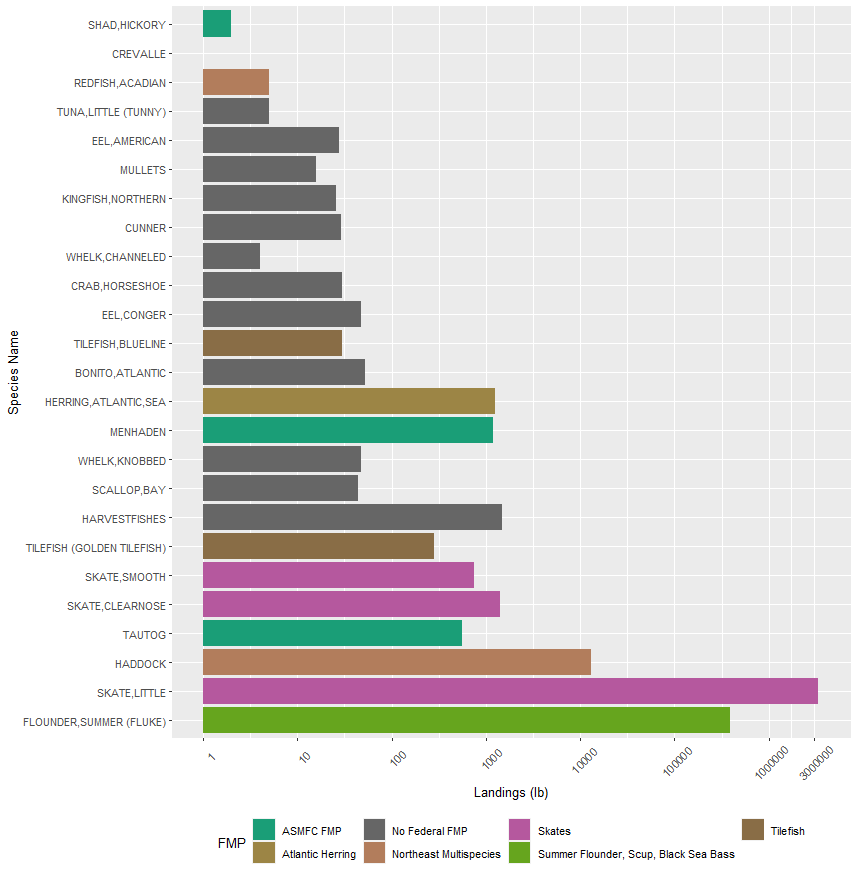 SHAD,HICKORY
CREVALLE
REDFISH,ACADIAN
TUNA,LITTLE (TUNNY)
EEL,AMERICAN
MULLETS
KINGFISH,NORTHERN
CUNNER
WHELK,CHANNELED
CRAB,HORSESHOE
EEL,CONGER
TILEFISH,BLUELINE
BONITO,ATLANTIC
HERRING,ATLANTIC,SEA
MENHADEN
WHELK,KNOBBED
SCALLOP,BAY
HARVESTFISHES
TILEFISH (GOLDEN TILEFISH)
SKATE,SMOOTH
SKATE,CLEARNOSE
TAUTOG
HADDOCK
SKATE,LITTLE
FLOUNDER,SUMMER (FLUKE)
Species Name
1 10 100 1000 10000 100000 1000000 3000000
Landings (lb)
FMP
ASMFC FMP No Federal FMP Skates Tilefish
Atlantic Herring Northeast Multispecies Summer Flounder, Scup, Black Sea Bass